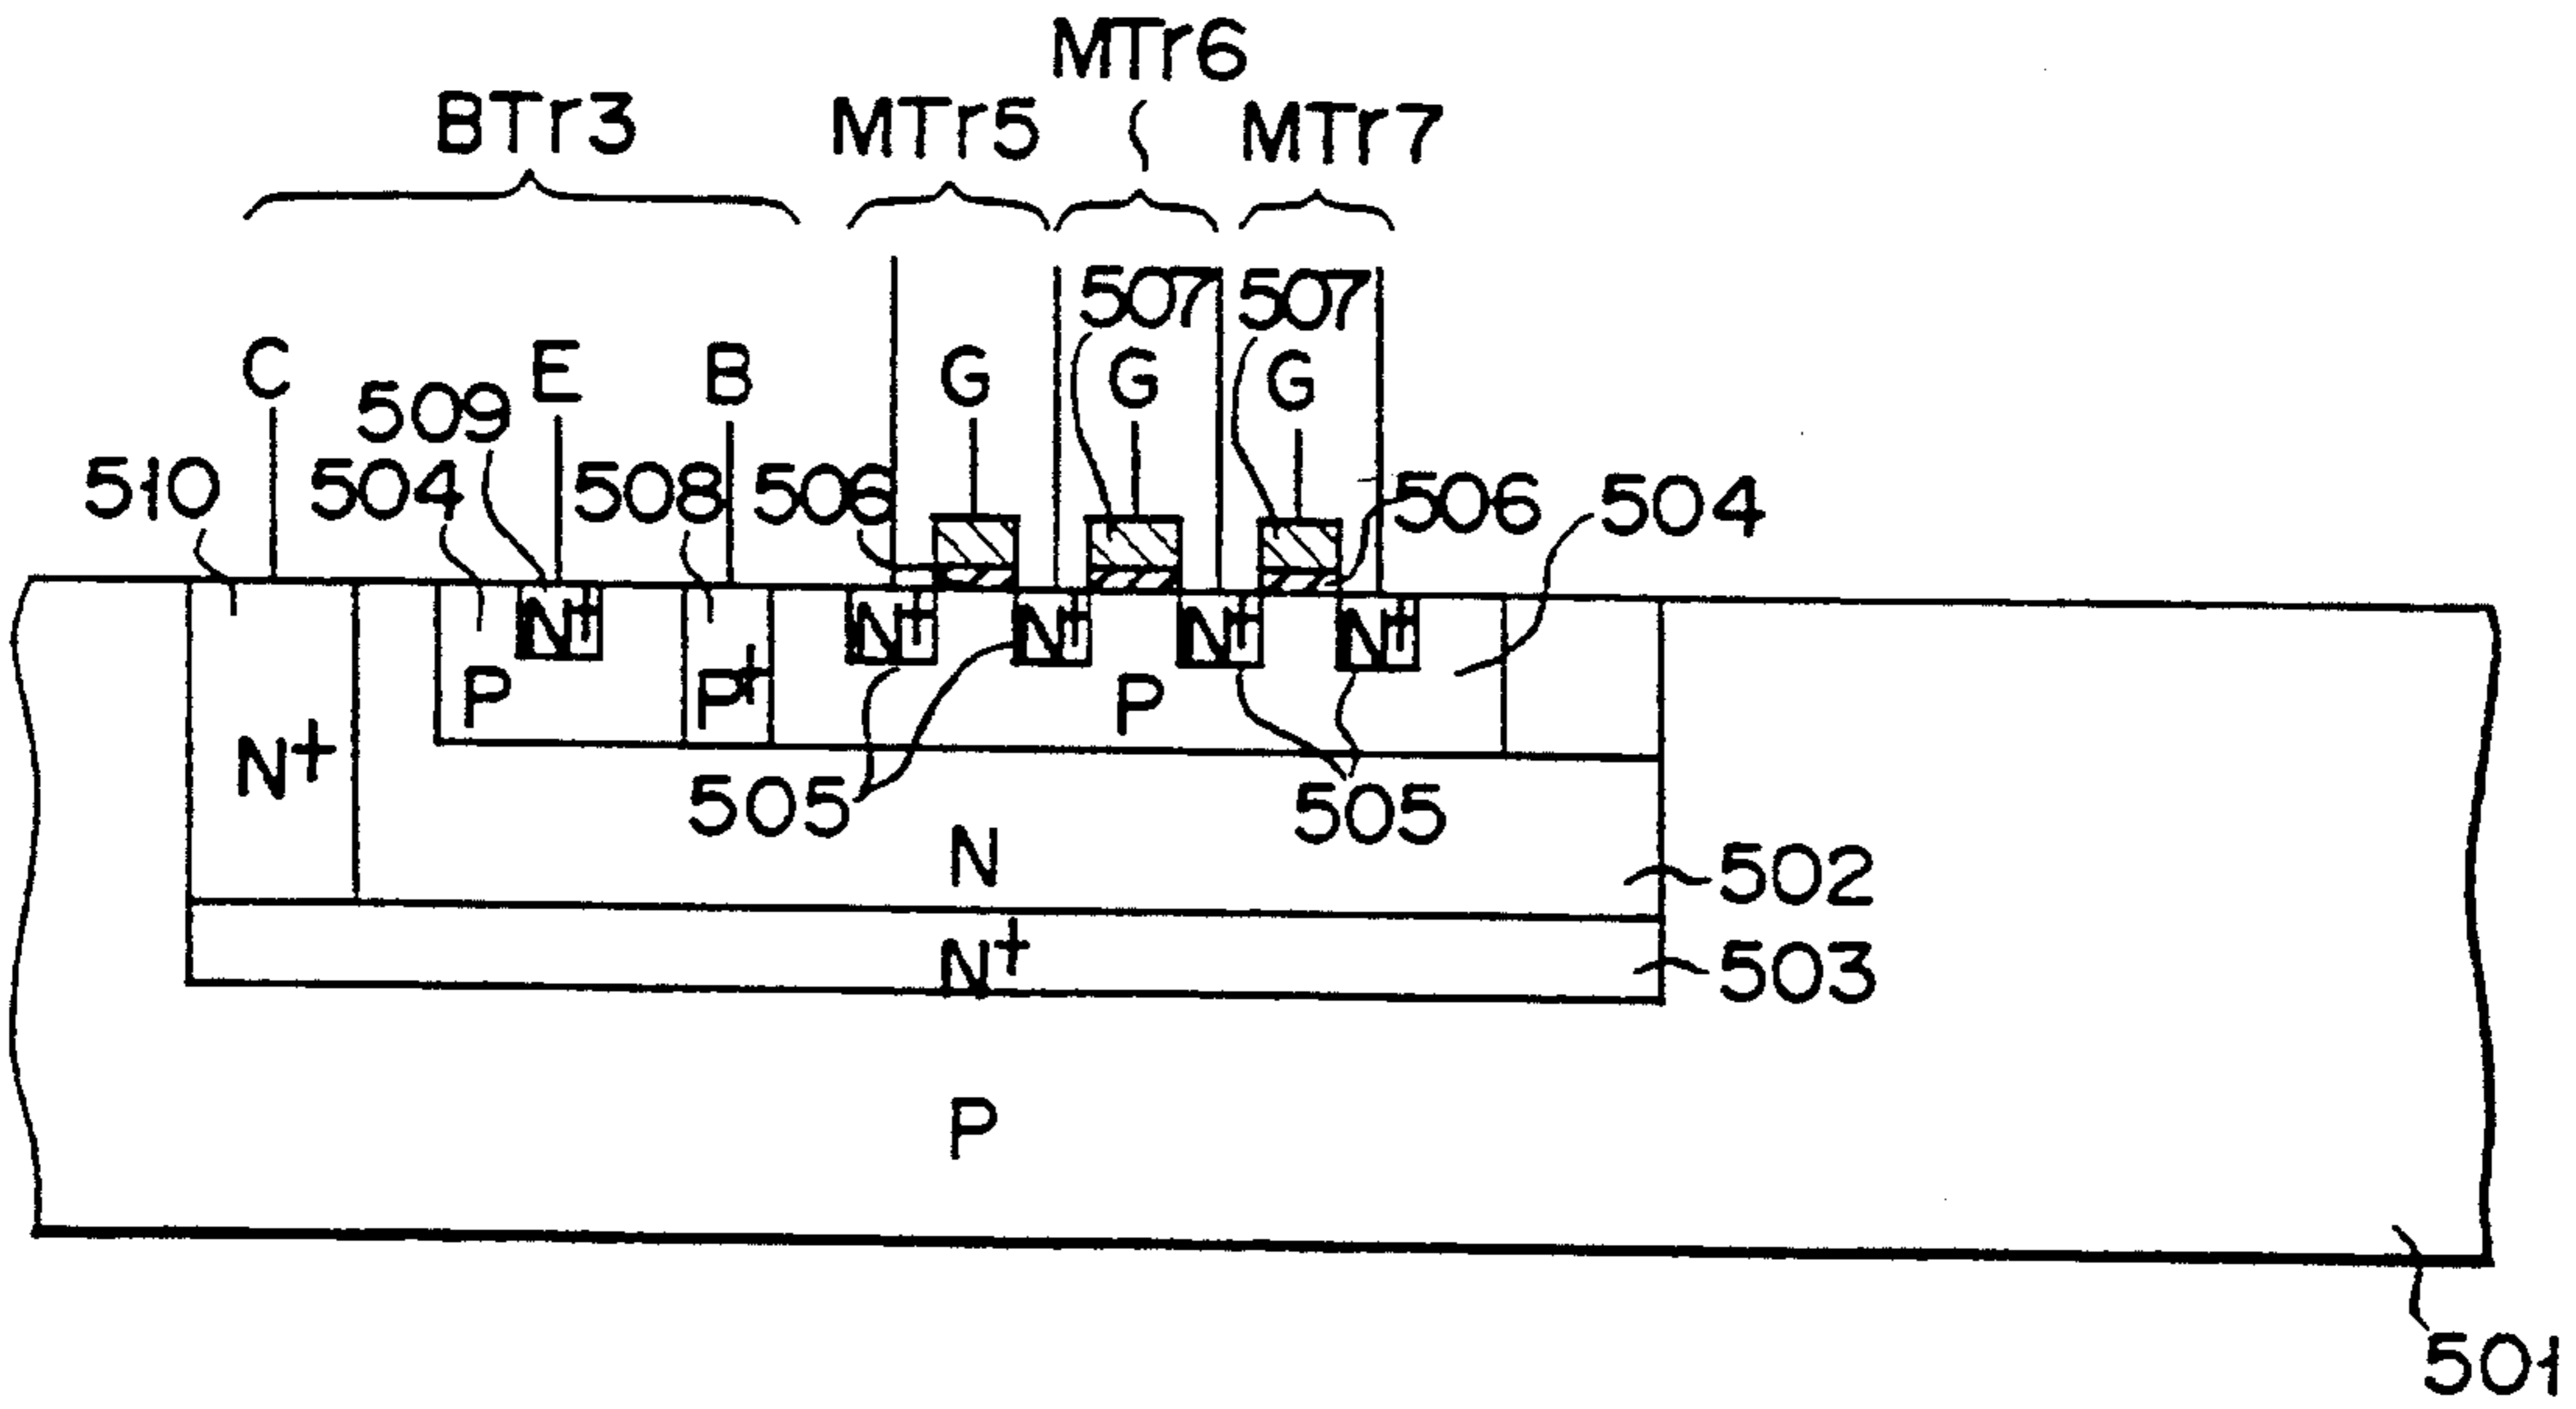 MTr6
BTr3 MTr5 MTr7
507 507
C E B G G G
509
510 504 508 506 506 504
N+ N+ N+ N+ N+
P P+ P
N+
505 505
N 502
N+ 503
P
501